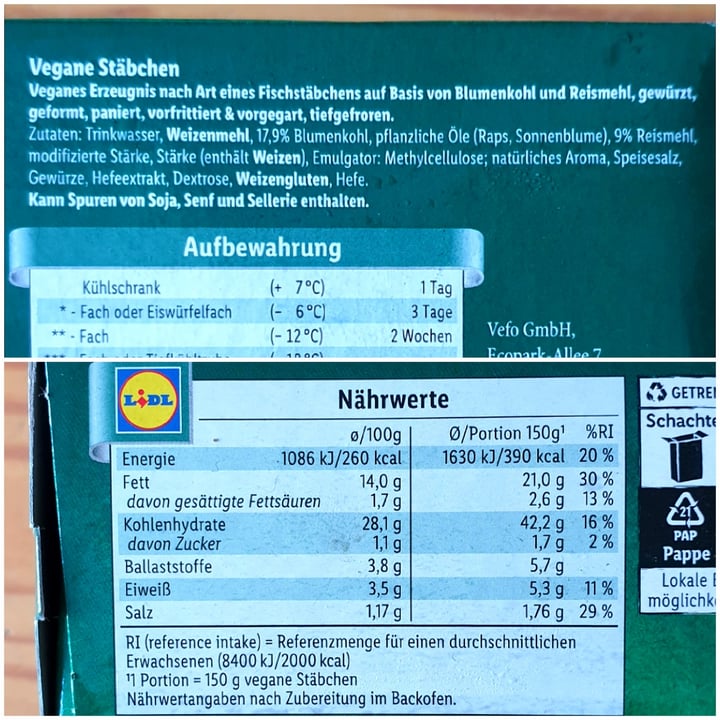 Vegane Stäbchen
Veganes Erzeugnis nach Art eines Fischstäbchens auf Basis von Blumenkohl und Reismehl, gewürzt,
geformt, paniert, vorfrittiert & vorgegart, tiefgefroren.
Zutaten: Trinkwasser, Weizenmehl, 17,9% Blumenkohl, pflanzliche Öle (Raps, Sonnenblume), 9% Reismehl,
modifizierte Stärke, Stärke (enthält Weizen), Emulgator: Methylcellulose; natürliches Aroma, Speisesalz,
Gewürze, Hefeextrakt, Dextrose, Weizengluten, Hefe.
Kann Spuren von Soja, Senf und Sellerie enthalten.
Aufbewahrung
Kühlschrank (+ 7°C) 1 Tag
* - Fach oder Eiswürfelfach (- 6°C) 3 Tage
** - Fach (- 12°C) 2 Wochen
Vefo GmbH,
Ecopark-Allee 7
LIDL
Nährwerte
ø/100g Ø/Portion 150g¹ %RI
Energie 1086 kJ/260 kcal 1630 kJ/390 kcal 20 %
Fett 14,0 g 21,0 g 30 %
davon gesättigte Fettsäuren 1,7 g 2,6 g 13 %
Kohlenhydrate 28,1 g 42,2 g 16 %
davon Zucker 1,1 g 1,7 g 2 %
Ballaststoffe 3,8 g 5,7 g
Eiweiß 3,5 g 5,3 g 11 %
Salz 1,17 g 1,76 g 29 %
RI (reference intake) = Referenzmenge für einen durchschnittlichen
Erwachsenen (8400 kJ/2000 kcal)
¹¹ Portion = 150 g vegane Stäbchen
Nährwertangaben nach Zubereitung im Backofen.
GETRE
Schachte
21
PAP
Pappe
Lokale
möglichk